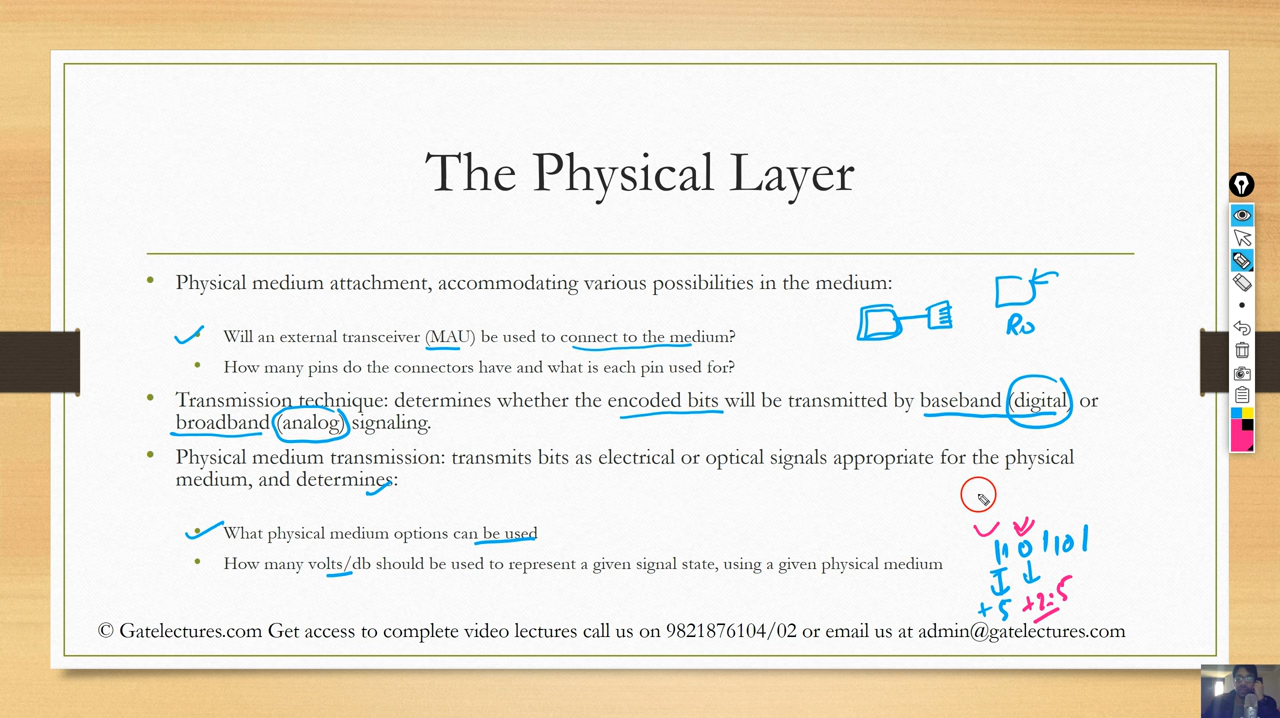 The Physical Layer
• Physical medium attachment, accommodating various possibilities in the medium:
• Will an external transceiver (MAU) be used to connect to the medium?
• How many pins do the connectors have and what is each pin used for?
• Transmission technique: determines whether the encoded bits will be transmitted by baseband (digital) or
broadband (analog) signaling.
• Physical medium transmission: transmits bits as electrical or optical signals appropriate for the physical
medium, and determines:
• What physical medium options can be used
• How many volts/db should be used to represent a given signal state, using a given physical medium
+5 +2.5
© Gatelectures.com Get access to complete video lectures call us on 9821876104/02 or email us at admin@gatelectures.com